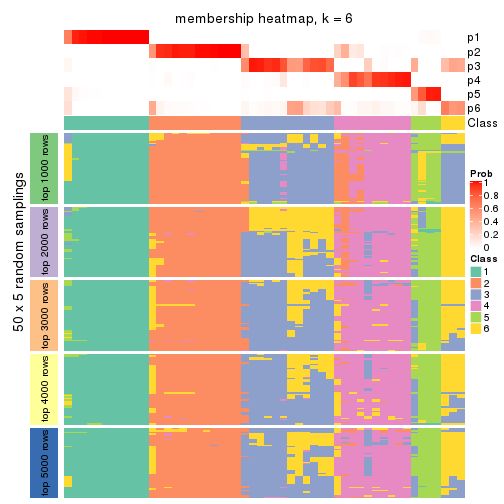 membership heatmap, k = 6
p1
p2
p3
p4
p5
p6
Class
50 x 5 random samplings
top 1000 rows
top 2000 rows
top 3000 rows
top 4000 rows
top 5000 rows
Prob
1
0.8
0.6
0.4
0.2
0
Class
1
2
3
4
5
6